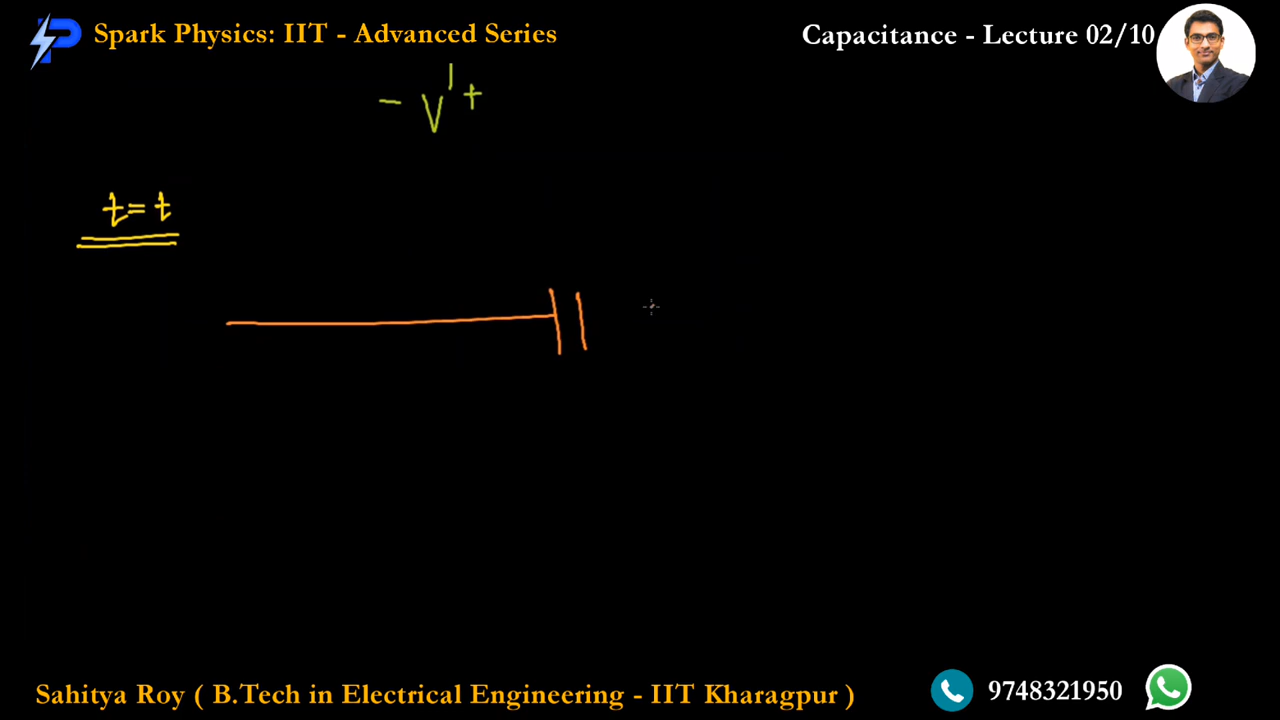 Spark Physics: IIT - Advanced Series
Capacitance - Lecture 02/10
- V' +
t = t
Sahitya Roy ( B.Tech in Electrical Engineering - IIT Kharagpur )
9748321950